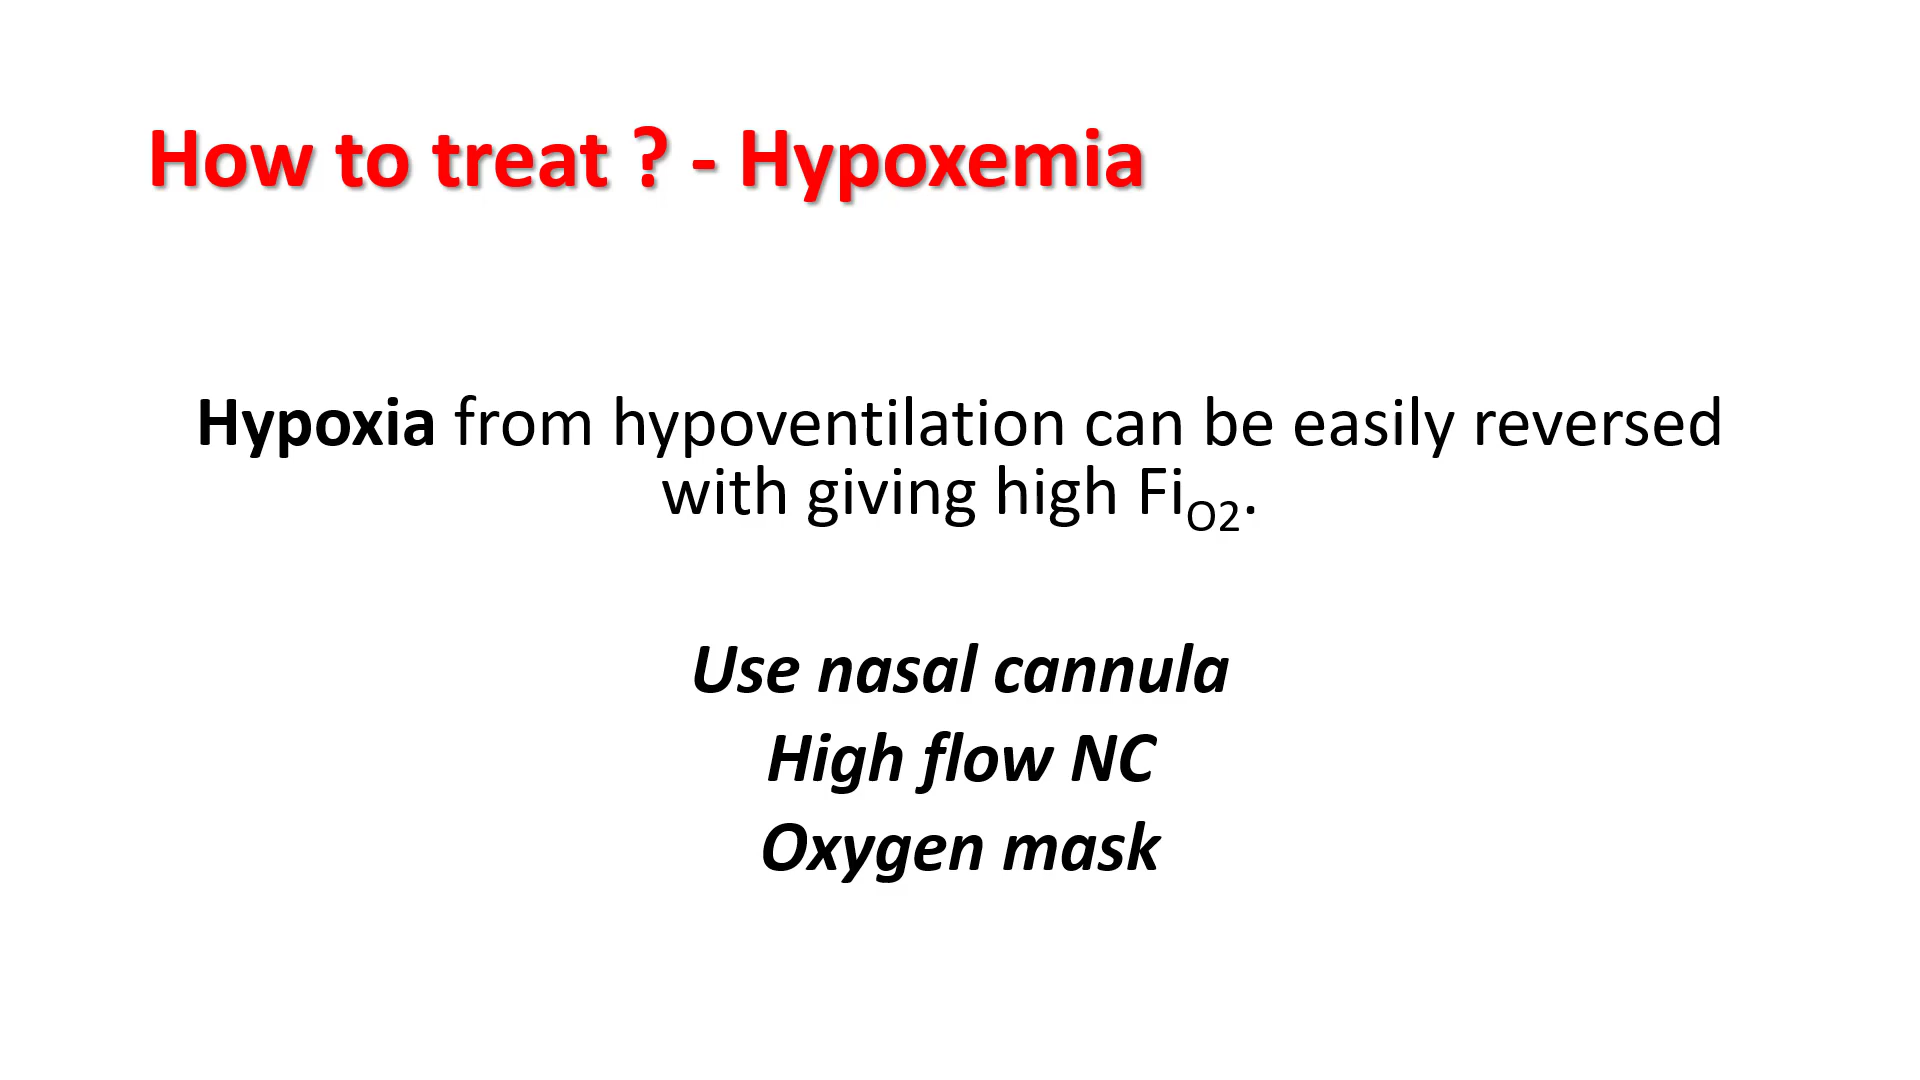 How to treat ? - Hypoxemia
Hypoxia from hypoventilation can be easily reversed
with giving high FiO2.
Use nasal cannula
High flow NC
Oxygen mask